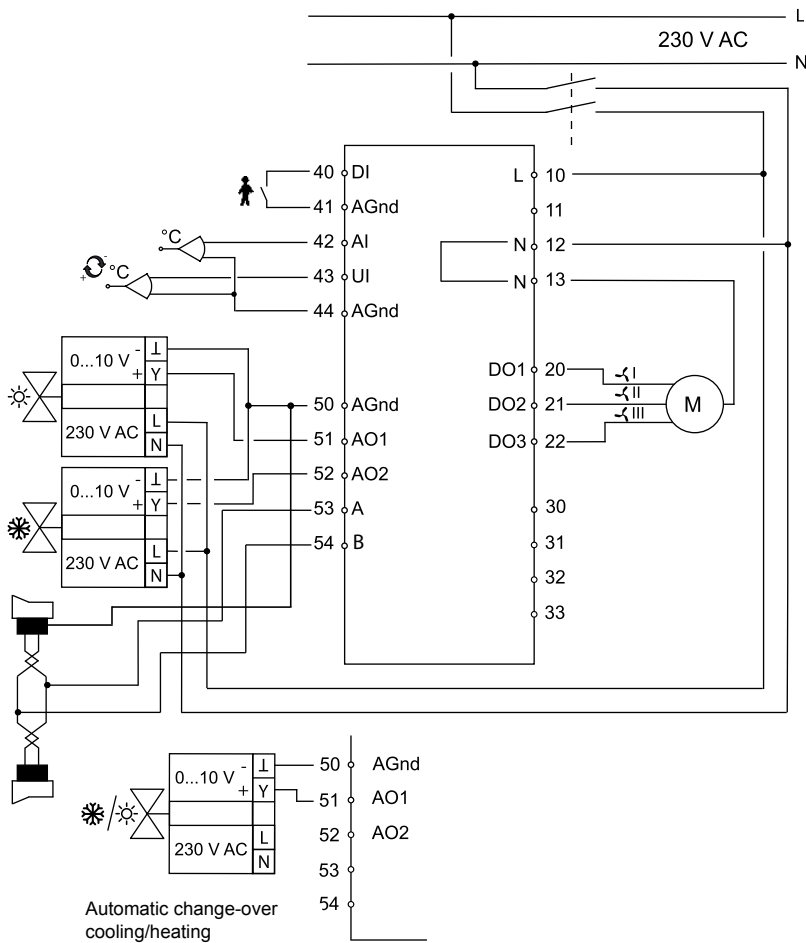 L
230 V AC
N
40 DI
41 AGnd
42 AI
43 UI
44 AGnd
50 AGnd
51 AO1
52 AO2
53 A
54 B
L 10
11
N 12
N 13
DO1 20
DO2 21
DO3 22
30
31
32
33
I
II
III
M
°C
- + °C
0...10 V - ⊥
+ Y
L
230 V AC N
0...10 V - ⊥
+ Y
L
230 V AC N
0...10 V - ⊥
+ Y
L
230 V AC N
50 AGnd
51 AO1
52 AO2
53
54
Automatic change-over
cooling/heating